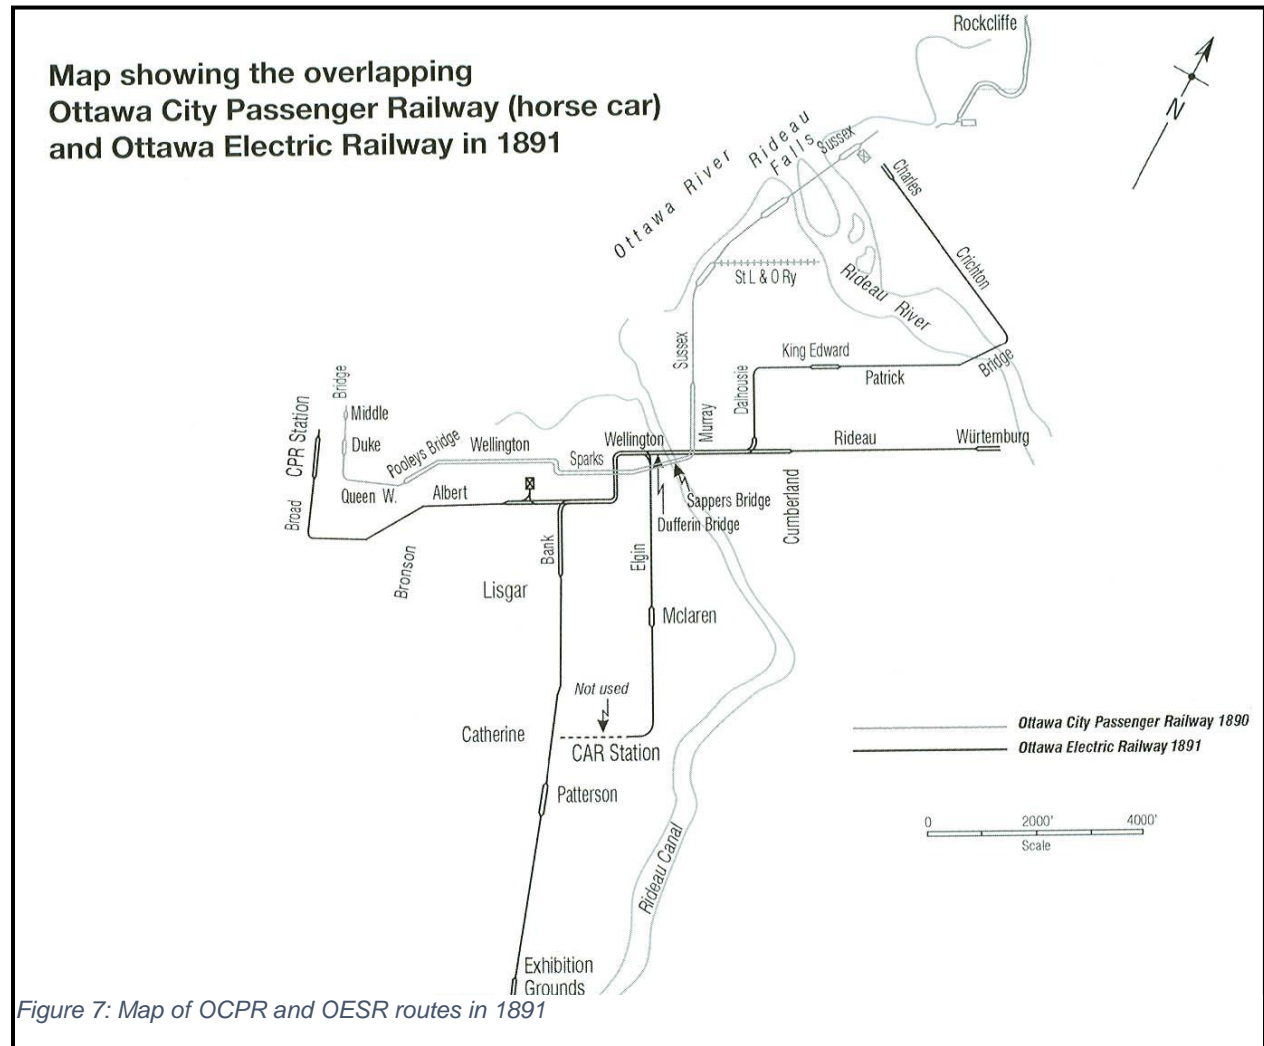 Map showing the overlapping
Ottawa City Passenger Railway (horse car)
and Ottawa Electric Railway in 1891
Rockcliffe
N
Ottawa River
Rideau
Falls
Sussex
Charles
Crichton
St L & O Ry
Rideau River
Sussex
King Edward
Patrick
Bridge
Dalhousie
Murray
Bridge
Middle
Duke
CPR Station
Pooleys Bridge
Wellington
Wellington
Sparks
Rideau
Würtemburg
Queen W.
Albert
Broad
Sappers Bridge
Dufferin Bridge
Cumberland
Bronson
Bank
Elgin
Lisgar
Mclaren
Not used
Catherine
CAR Station
Patterson
Ottawa City Passenger Railway 1890
Ottawa Electric Railway 1891
0 2000' 4000'
Scale
Rideau Canal
Exhibition
Grounds
Figure 7: Map of OCPR and OESR routes in 1891